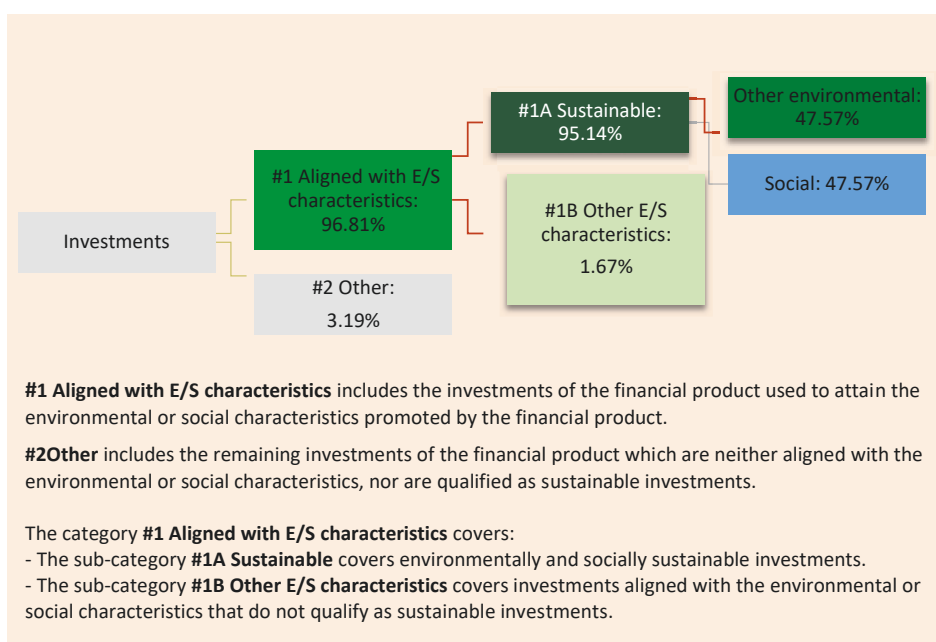 Investments
#1 Aligned with E/S
characteristics:
96.81%
#2 Other:
3.19%
#1A Sustainable:
95.14%
#1B Other E/S
characteristics:
1.67%
Other environmental:
47.57%
Social: 47.57%
#1 Aligned with E/S characteristics includes the investments of the financial product used to attain the
environmental or social characteristics promoted by the financial product.
#2Other includes the remaining investments of the financial product which are neither aligned with the
environmental or social characteristics, nor are qualified as sustainable investments.
The category #1 Aligned with E/S characteristics covers:
- The sub-category #1A Sustainable covers environmentally and socially sustainable investments.
- The sub-category #1B Other E/S characteristics covers investments aligned with the environmental or
social characteristics that do not qualify as sustainable investments.